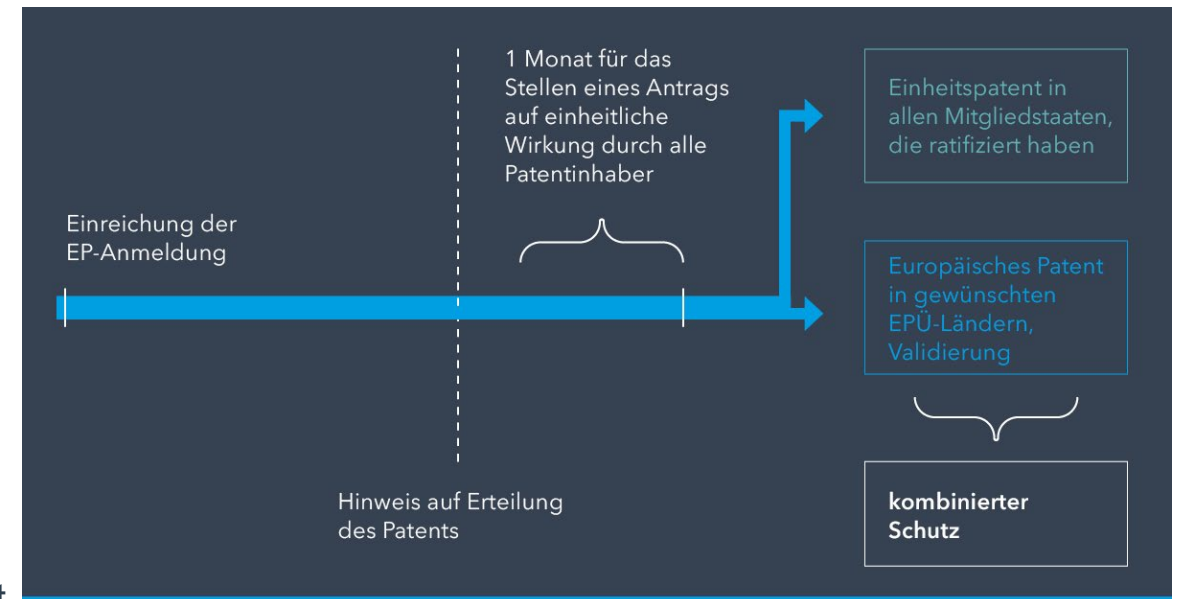 1 Monat für das
Stellen eines Antrags
auf einheitliche
Wirkung durch alle
Patentinhaber
Einheitspatent in
allen Mitgliedstaaten,
die ratifiziert haben
Einreichung der
EP-Anmeldung
Europäisches Patent
in gewünschten
EPÜ-Ländern,
Validierung
Hinweis auf Erteilung
des Patents
kombinierter
Schutz